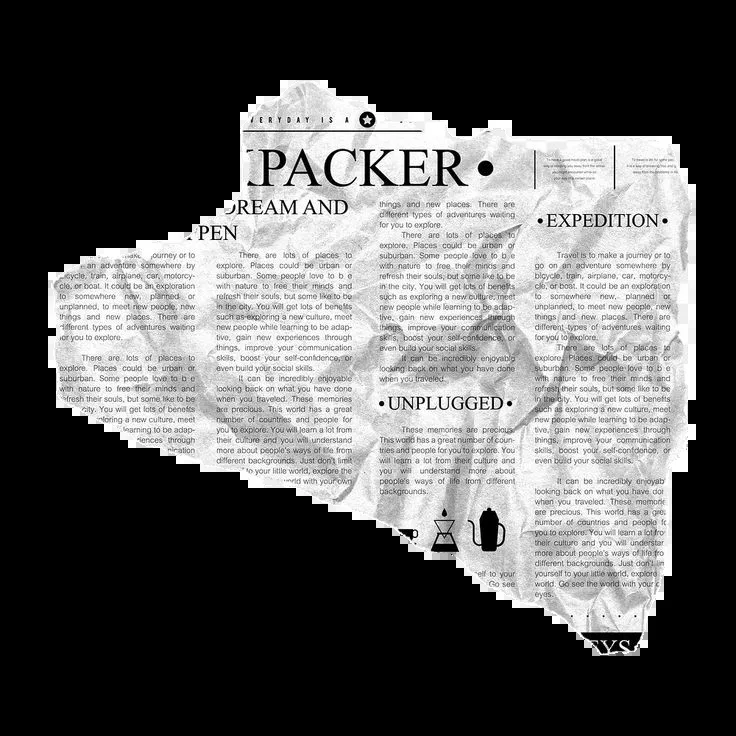 VERYDAY IS A
PACKER •
DREAM AND
PEN
journey or to
an adventure somewhere by
bicycle, train, airplane, car, motorcy-
cle, or boat. It could be an exploration
to somewhere new, planned or
unplanned, to meet new people, new
things and new places. There are
different types of adventures waiting
for you to explore.
There are lots of places to
explore. Places could be urban or
suburban. Some people love to b e
with nature to free their minds and
refresh their souls, but some like to be
city. You will get lots of benefits
exploring a new culture, meet
new people while learning to be adap-
experiences through
There are lots of places to
explore. Places could be urban or
suburban. Some people love to b e
with nature to free their minds and
refresh their souls, but some like to be
in the city. You will get lots of benefits
such as exploring a new culture, meet
new people while learning to be adap-
tive, gain new experiences through
things, improve your communication
skills, boost your self-confidence, or
even build your social skills.
It can be incredibly enjoyable
looking back on what you have done
when you traveled. These memories
are precious. This world has a great
number of countries and people for
you to explore. You will learn a lot from
their culture and you will understand
more about people's ways of life from
different backgrounds. Just don't limit
to your little world, explore the
world with your own
things and new places. There are
different types of adventures waiting
for you to explore.
There are lots of places to
explore. Places could be urban or
suburban. Some people love to b e
with nature to free their minds and
refresh their souls, but some like to be
in the city. You will get lots of benefits
such as exploring a new culture, meet
new people while learning to be adap-
tive, gain new experiences through
things, improve your communication
skills, boost your self-confidence, or
even build your social skills.
It can be incredibly enjoyable
looking back on what you have done
when you traveled.
• UNPLUGGED •
These memories are precious.
This world has a great number of coun-
tries and people for you to explore. You
will learn a lot from their culture and
you will understand more about
people's ways of life from different
backgrounds.
self to your
Go see
• EXPEDITION •
Travel is to make a journey or to
go on an adventure somewhere by
bicycle, train, airplane, car, motorcy-
cle, or boat. It could be an exploration
to somewhere new, planned or
unplanned, to meet new people, new
things and new places. There are
different types of adventures waiting
for you to explore.
There are lots of places to
explore. Places could be urban or
suburban. Some people love to b e
with nature to free their minds and
refresh their souls, but some like to be
in the city. You will get lots of benefits
such as exploring a new culture, meet
new people while learning to be adap-
tive, gain new experiences through
things, improve your communication
skills, boost your self-confidence, or
even build your social skills.
It can be incredibly enjoyab
looking back on what you have
when you traveled. These
are precious. This world has a
number of countries and people
you to explore. You will learn a lot
their culture and you will understand
more about people's ways of life
different backgrounds. Just don't
yourself to your little world, explore
world. Go see the world with your
eyes.